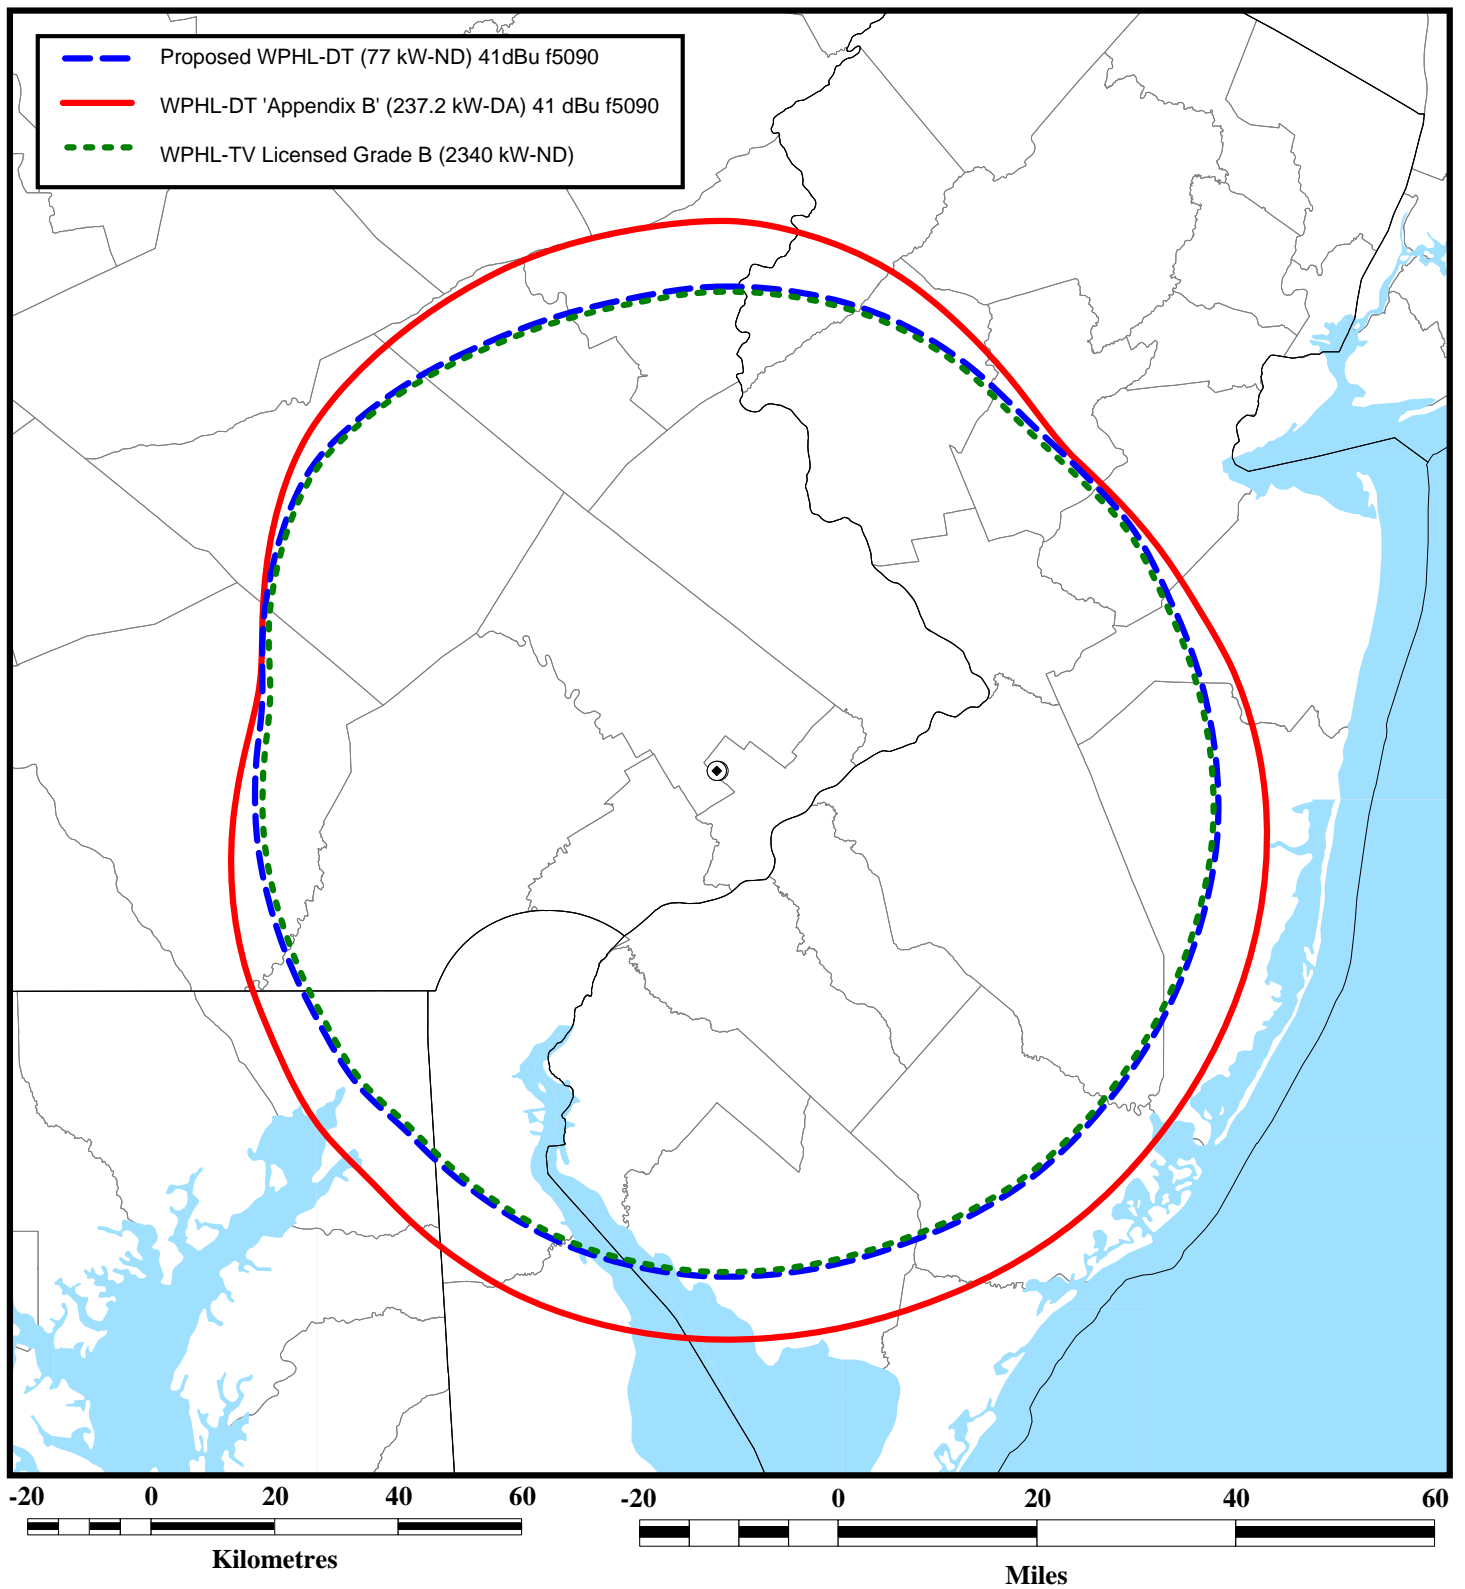 Proposed WPHL-DT (77 kW-ND) 41dBu f5090
WPHL-DT 'Appendix B' (237.2 kW-DA) 41 dBu f5090
WPHL-TV Licensed Grade B (2340 kW-ND)
-20 0 20 40 60
Kilometres
-20 0 20 40 60
Miles